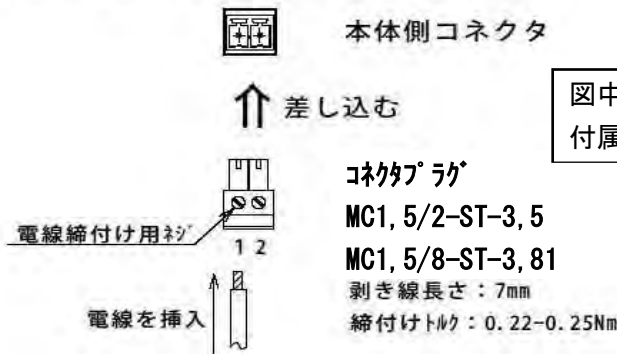 本体側コネクタ
差し込む
図中
付属
コネクタプラグ
MC1,5/2-ST-3,5
電線締付け用ネジ
1 2
MC1,5/8-ST-3,81
剥き線長さ:7mm
電線を挿入
締付けトルク:0.22-0.25Nm